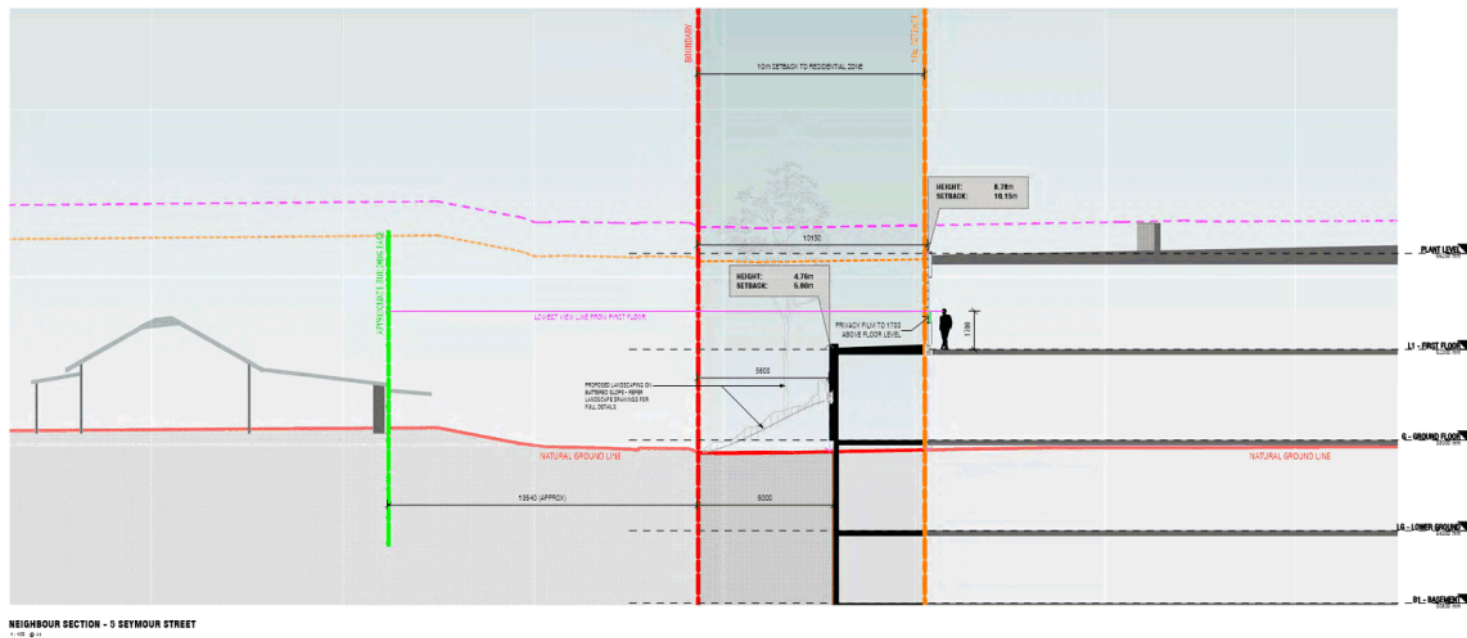 BOUNDARY
10m SETBACK
10m SETBACK TO RESIDENTIAL ZONE
HEIGHT: 8.78m
SETBACK: 10.15m
10150
PLANT LEVEL
HEIGHT: 4.76m
SETBACK: 5.80m
LOWEST VIEW LINE FROM FIRST FLOOR
PRIVACY FILM TO 1700
ABOVE FLOOR LEVEL
1700
L1 - FIRST FLOOR
PROPOSED LANDSCAPING ON
BATTERED SLOPE - REFER
LANDSCAPE DRAWINGS FOR
FULL DETAILS
G - GROUND FLOOR
NATURAL GROUND LINE
NATURAL GROUND LINE
(APPROX)
6000
LG - LOWER GROUND
B1 - BASEMENT
NEIGHBOUR SECTION - 5 SEYMOUR STREET